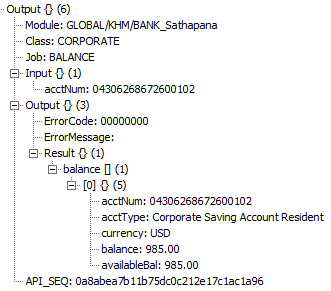 Output {} (6)
Module: GLOBAL/KHM/BANK_Sathapana
Class: CORPORATE
Job: BALANCE
Input {} (1)
acctNum: 04306268672600102
Output {} (3)
ErrorCode: 00000000
ErrorMessage:
Result {} (1)
balance [] (1)
[0] {} (5)
acctNum: 04306268672600102
acctType: Corporate Saving Account Resident
currency: USD
balance: 985.00
availableBal: 985.00
API_SEQ: 0a8abea7b11b75dc0c212e17c1ac1a96